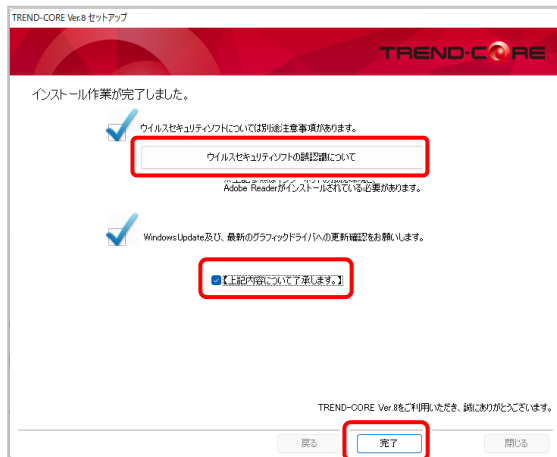 TREND-CORE Ver.8 セットアップ
TREND-CORE
インストール作業が完了しました。
ウイルスセキュリティソフトについては別途注意事項があります。
ウイルスセキュリティソフトの誤認識について
Adobe Readerがインストールされている必要があります。
WindowsUpdate及び、最新のグラフィックドライバへの更新確認をお願いします。
【上記内容について了承します。】
TREND-CORE Ver.8をご利用いただき、誠にありがとうございます。
戻る 完了 閉じる